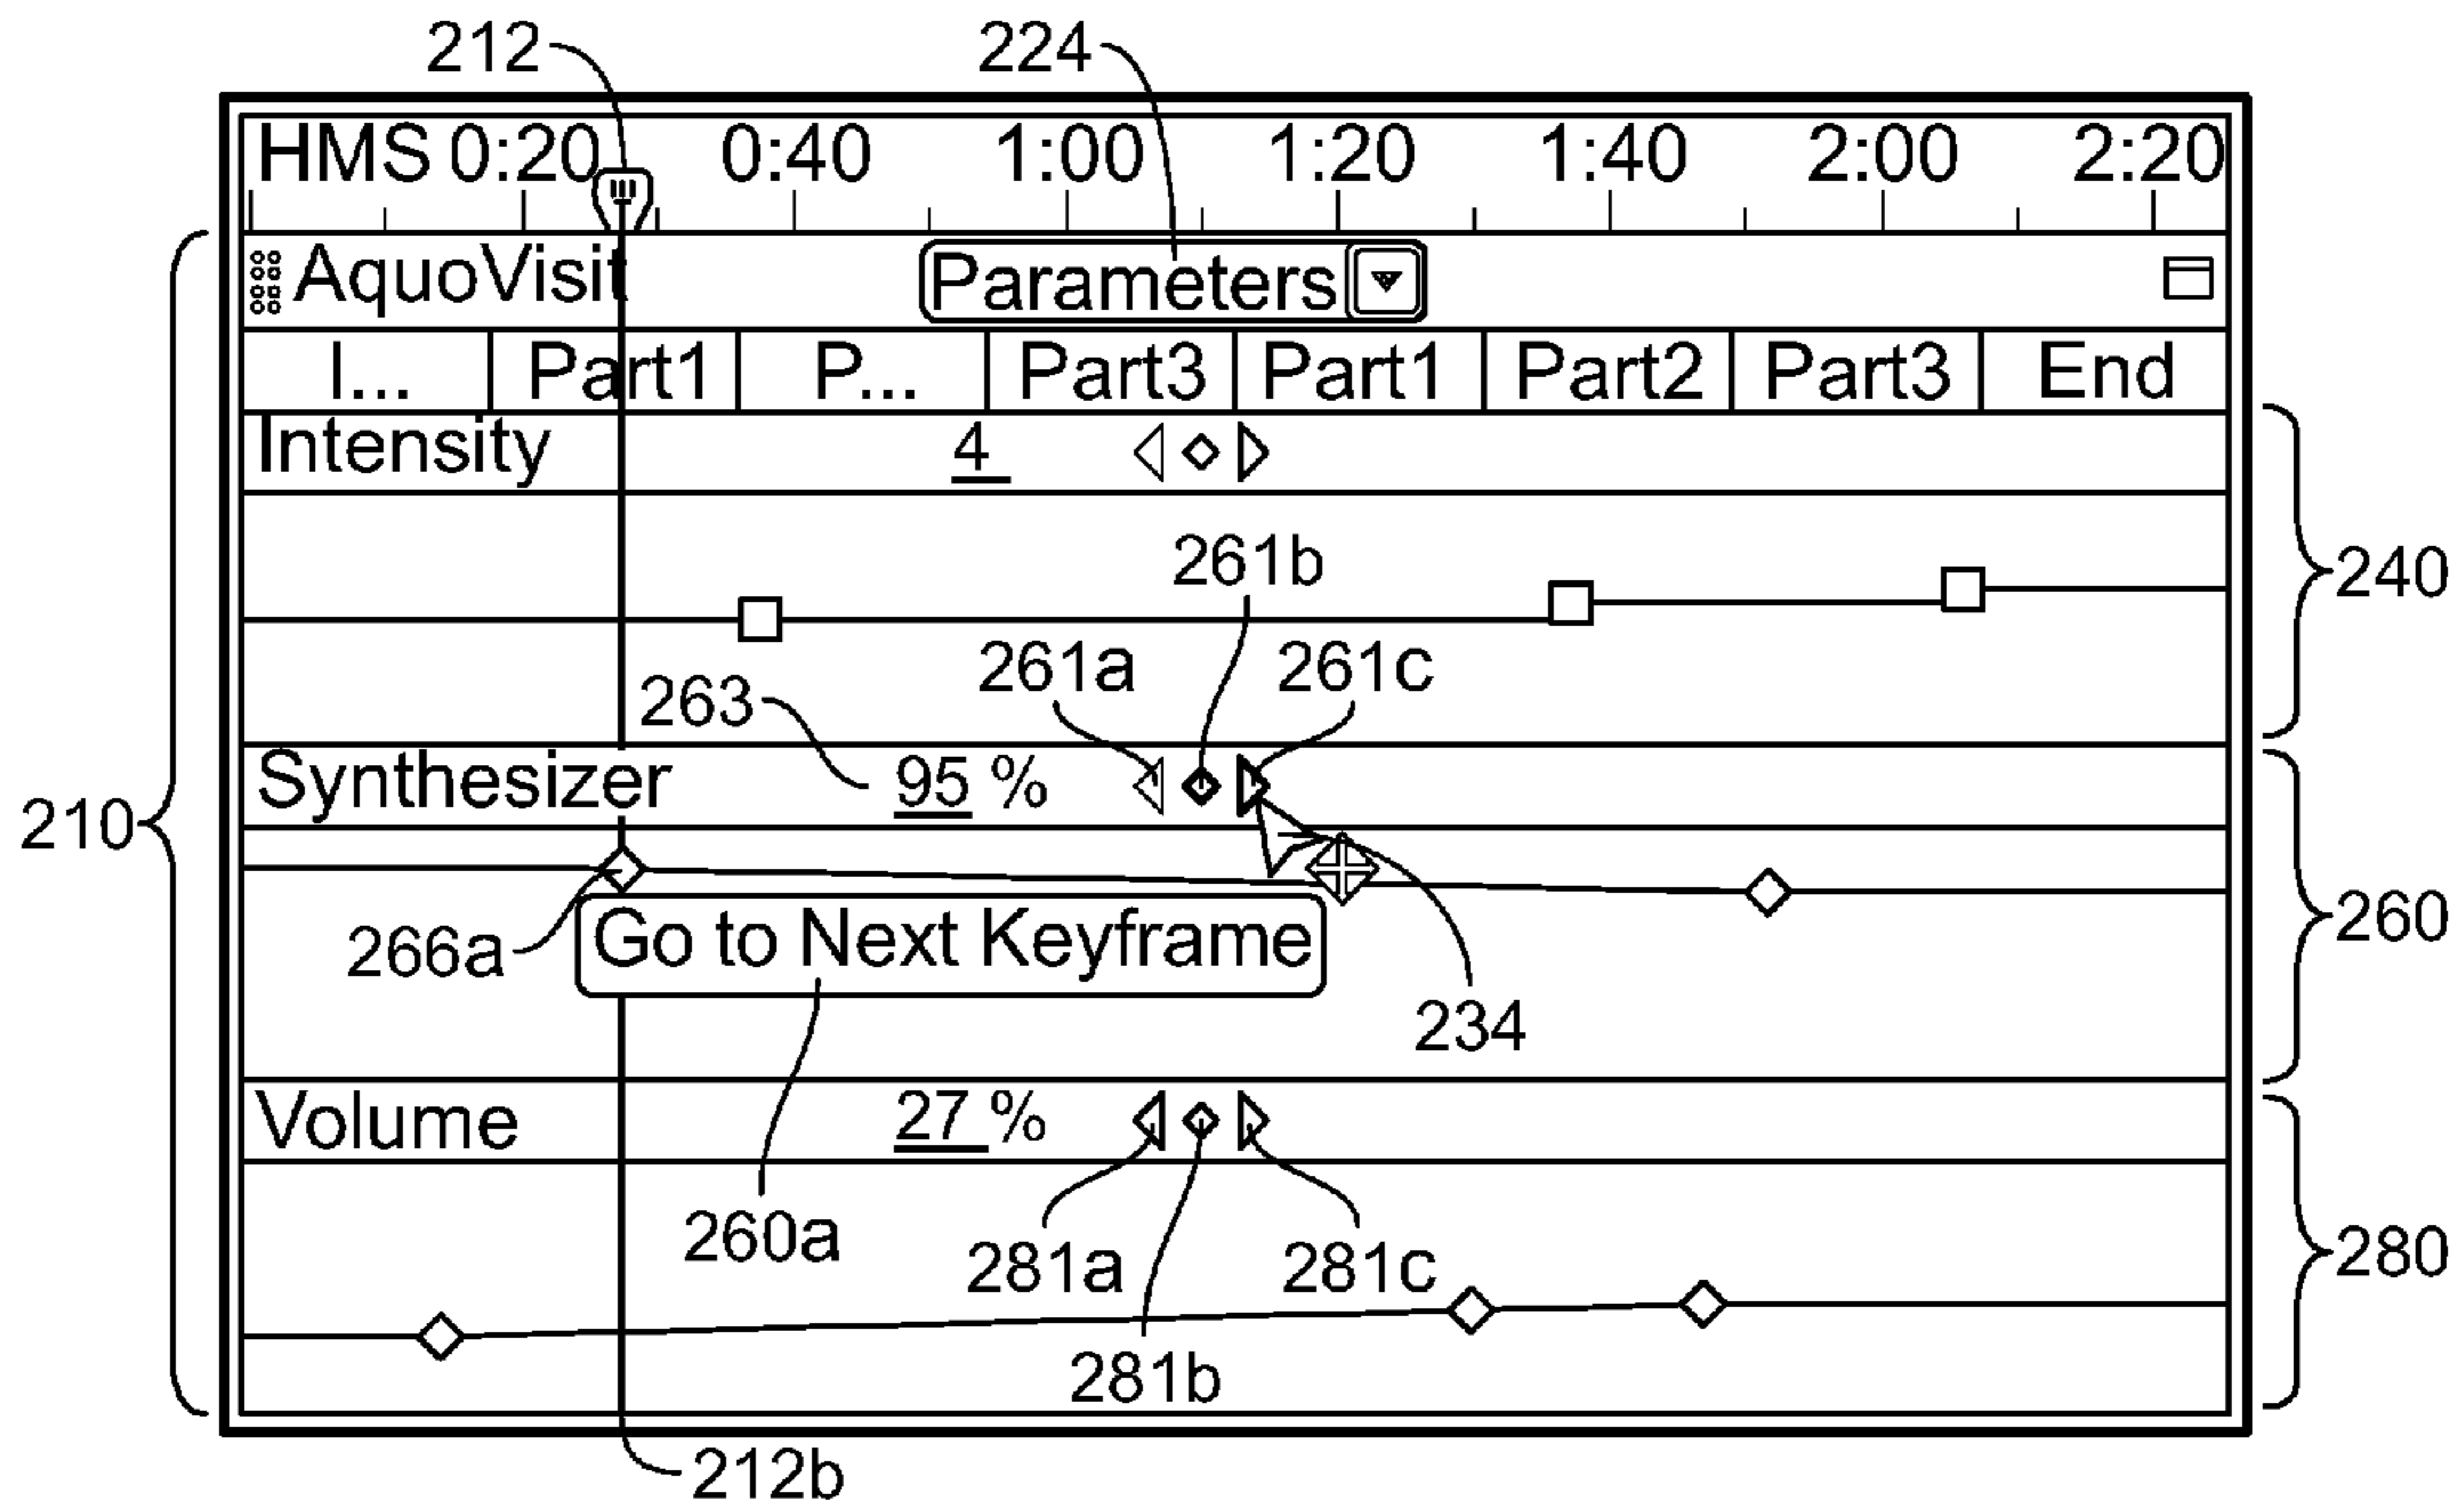 212 224
HMS 0:20 0:40 1:00 1:20 1:40 2:00 2:20
AquoVisit Parameters
I... Part1 P... Part3 Part1 Part2 Part3 End
Intensity 4
261b 240
261a 261c
263
Synthesizer 95 %
210
266a Go to Next Keyframe 260
234
Volume 27 %
260a 281a 281c 280
281b
212b